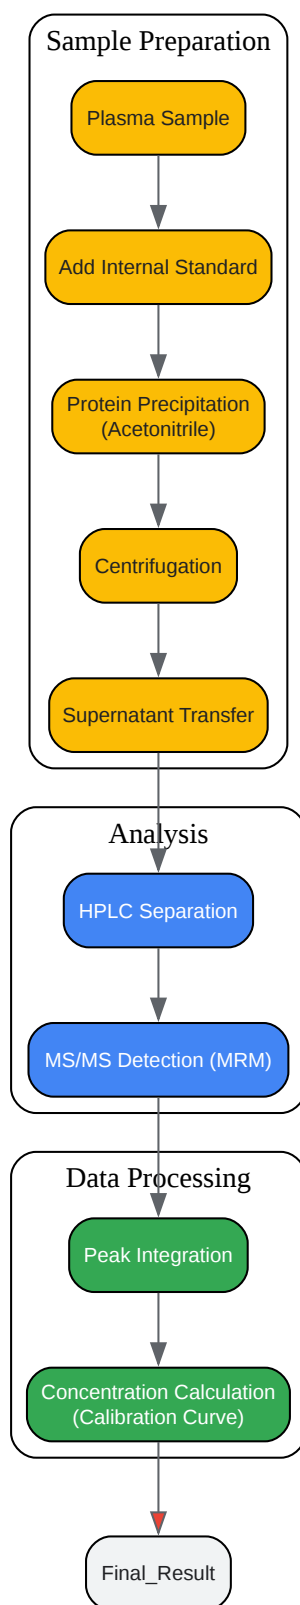 Sample Preparation
Plasma Sample
Add Internal Standard
Protein Precipitation
(Acetonitrile)
Centrifugation
Supernatant Transfer
Analysis
HPLC Separation
MS/MS Detection (MRM)
Data Processing
Peak Integration
Concentration Calculation
(Calibration Curve)
Final_Result